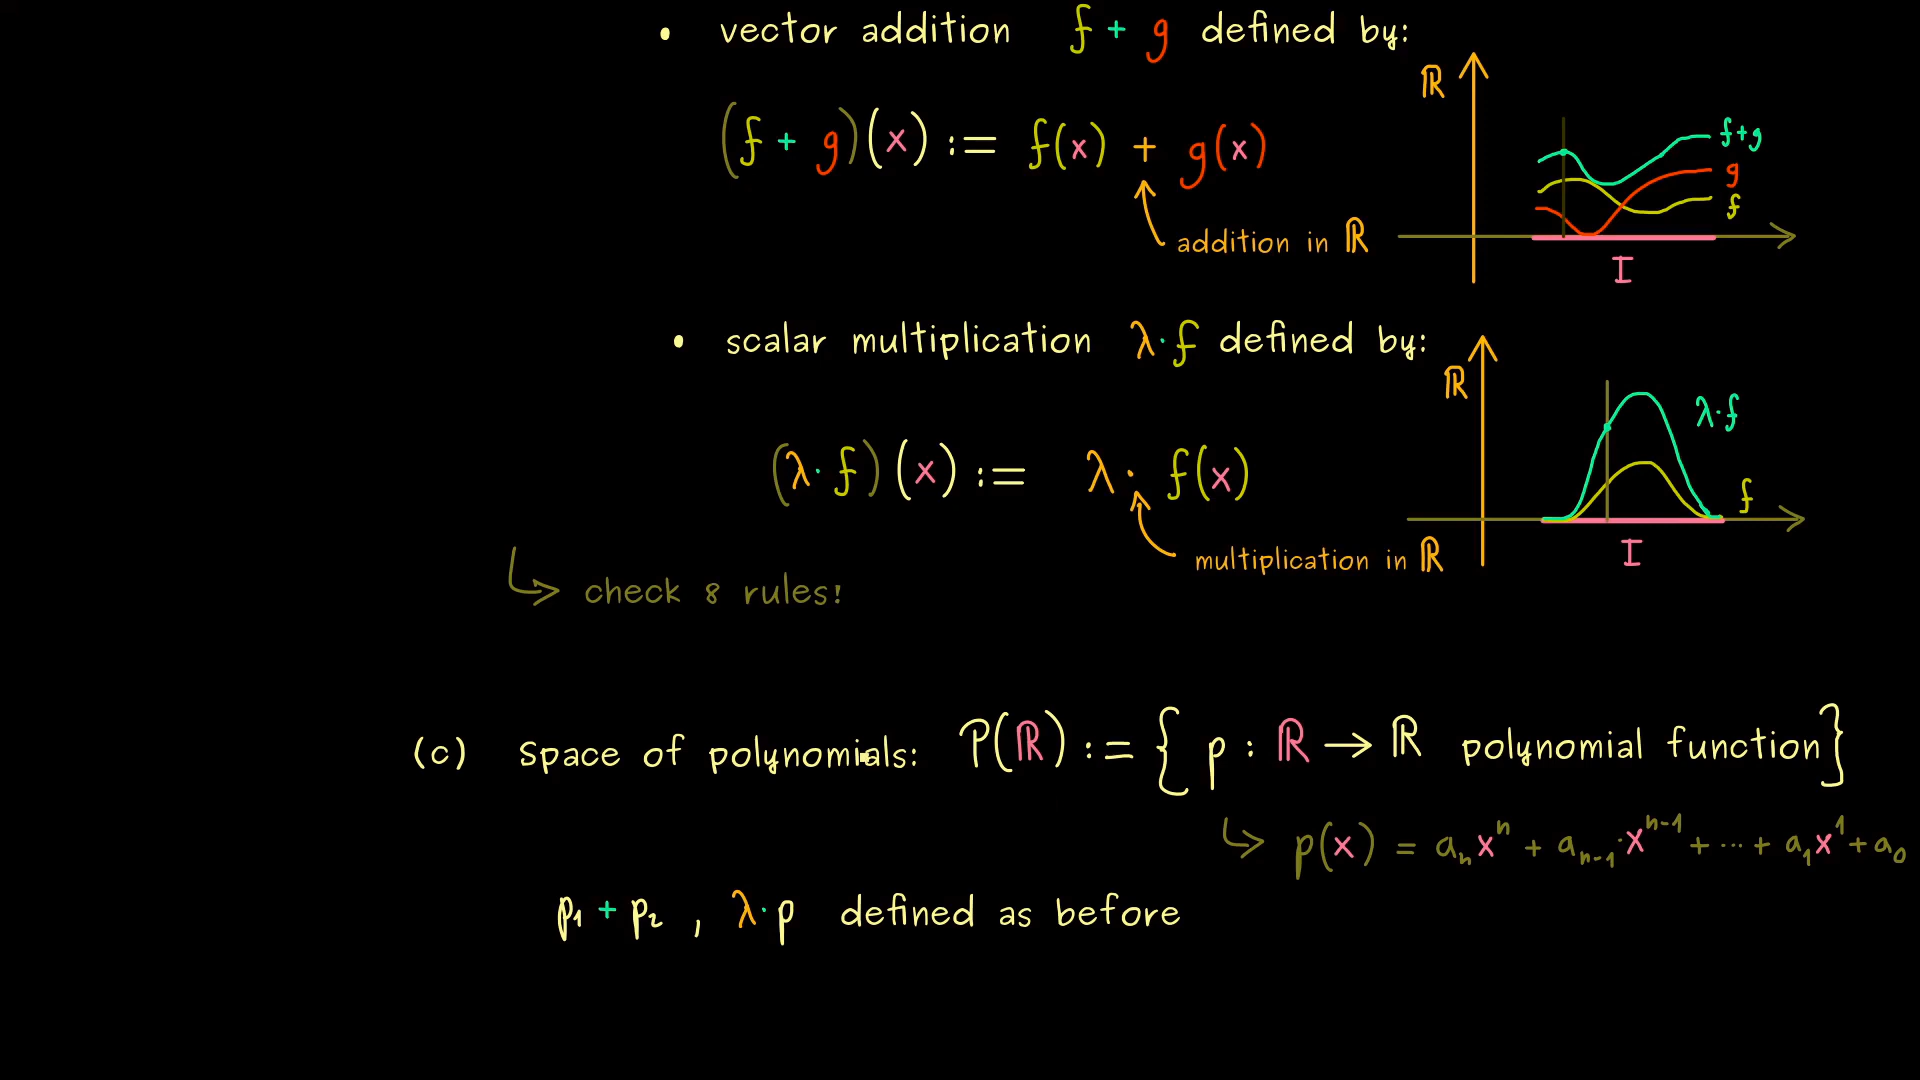 • vector addition f + g defined by:
(f + g)(x) := f(x) + g(x)
addition in ℝ
ℝ
f+g
g
f
I
• scalar multiplication λ·f defined by:
(λ·f)(x) := λ · f(x)
multiplication in ℝ
ℝ
λ·f
f
I
↳ check 8 rules!
(c) Space of polynomials: P(ℝ) := { p : ℝ → ℝ polynomial function }
↳ p(x) = aₙxⁿ + aₙ₋₁·xⁿ⁻¹ + ··· + a₁x¹ + a₀
p₁ + p₂ , λ·p defined as before